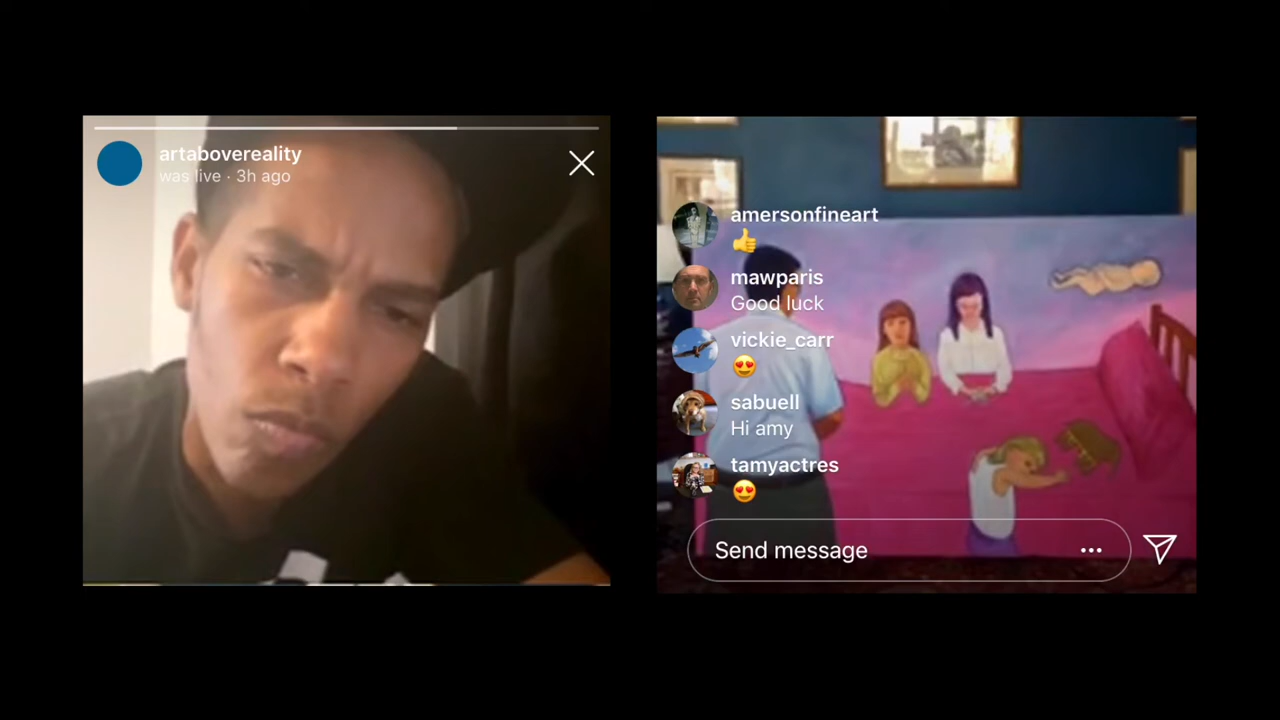 artabovereality
was live · 3h ago
amersonfineart
👍
mawparis
Good luck
vickie_carr
😍
sabuell
Hi amy
tamyactres
😍
Send message